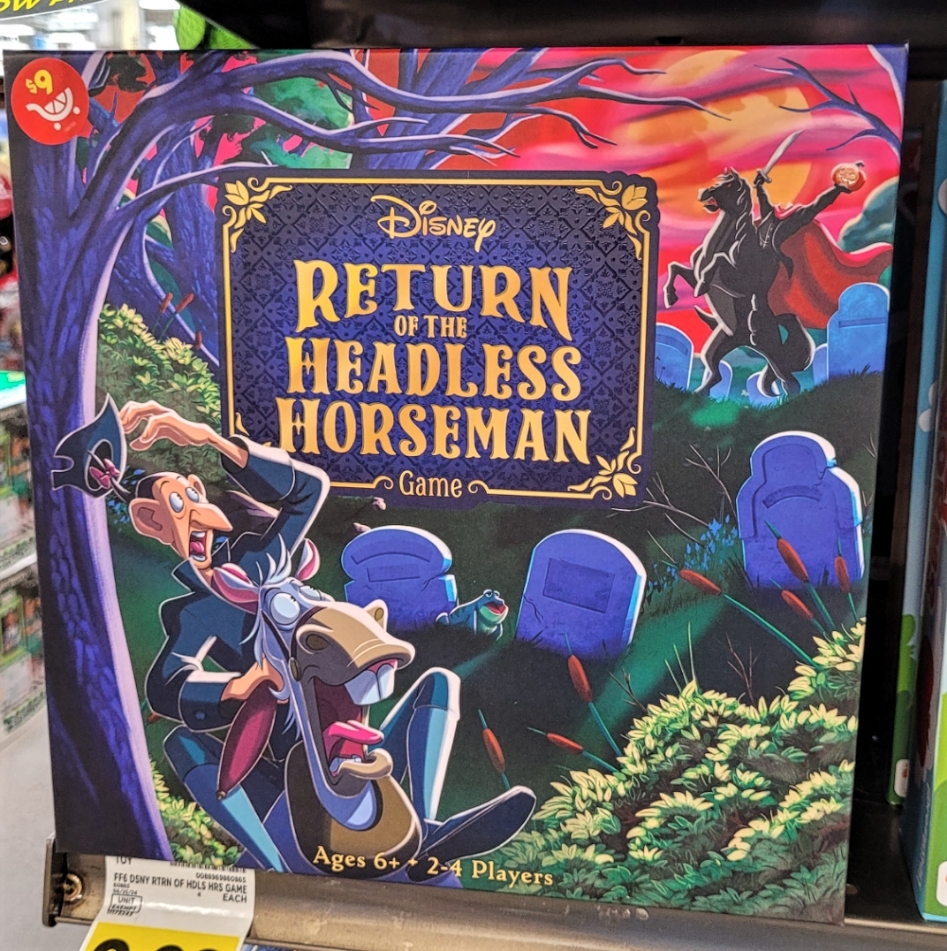 $9
Disney
RETURN
OF THE
HEADLESS
HORSEMAN
Game
Ages 6+ • 2-4 Players
TOY
FF6 DSNY RTRN OF HDLS HRS GAME
EACH
UNIT